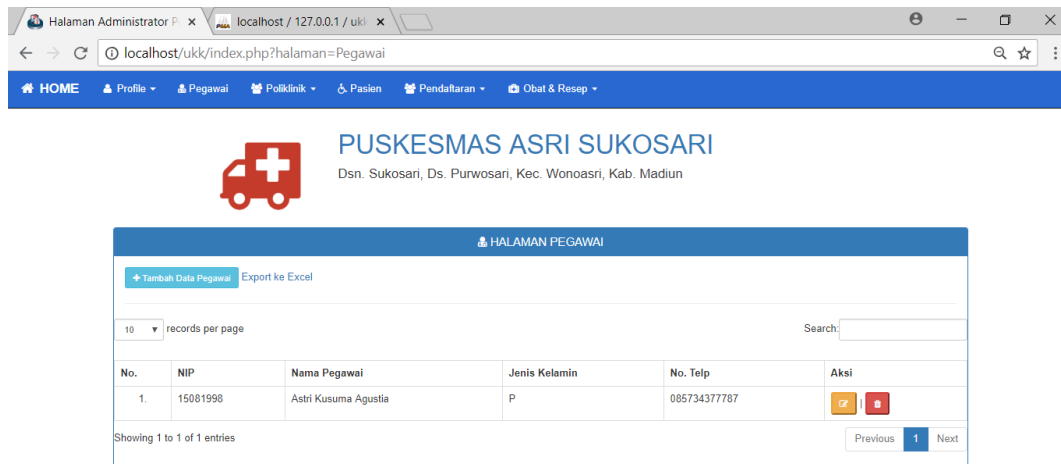 Halaman Administrator P
localhost / 127.0.0.1 / ukk
localhost/ukk/index.php?halaman=Pegawai
HOME Profile Pegawai Poliklinik Pasien Pendaftaran Obat & Resep
PUSKESMAS ASRI SUKOSARI
Dsn. Sukosari, Ds. Purwosari, Kec. Wonoasri, Kab. Madiun
HALAMAN PEGAWAI
+ Tambah Data Pegawai Export ke Excel
10 records per page Search:
No. NIP Nama Pegawai Jenis Kelamin No. Telp Aksi
1. 15081998 Astri Kusuma Agustia P 085734377787 |
Showing 1 to 1 of 1 entries Previous 1 Next